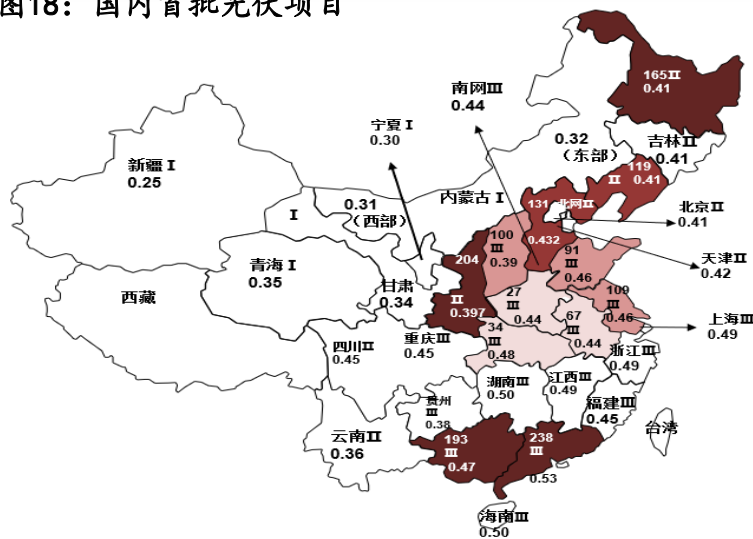 图18：国内首批光伏项目
165Ⅱ
0.41
南网Ⅲ
0.44
宁夏Ⅰ
0.30
0.32
（东部）
吉林Ⅱ
0.41
新疆Ⅰ
0.25
119
Ⅱ
0.41
内蒙古Ⅰ
0.31
（西部）
Ⅰ
131
北网Ⅱ
0.432
北京Ⅱ
0.41
100
Ⅲ
0.39
91
Ⅲ
0.46
天津Ⅱ
0.42
青海Ⅰ
0.35
204
Ⅱ
0.397
西藏
甘肃
0.34
27
Ⅲ
0.44
109
Ⅲ
0.46
67
Ⅲ
0.44
上海Ⅲ
0.49
34
Ⅲ
0.48
四川Ⅱ
0.45
重庆Ⅲ
0.45
浙江Ⅲ
0.49
湖南Ⅲ
0.50
江西Ⅲ
0.49
贵州
Ⅲ
0.38
福建Ⅲ
0.45
台湾
云南Ⅱ
0.36
193
Ⅲ
0.47
238
Ⅲ
0.53
海南Ⅲ
0.50